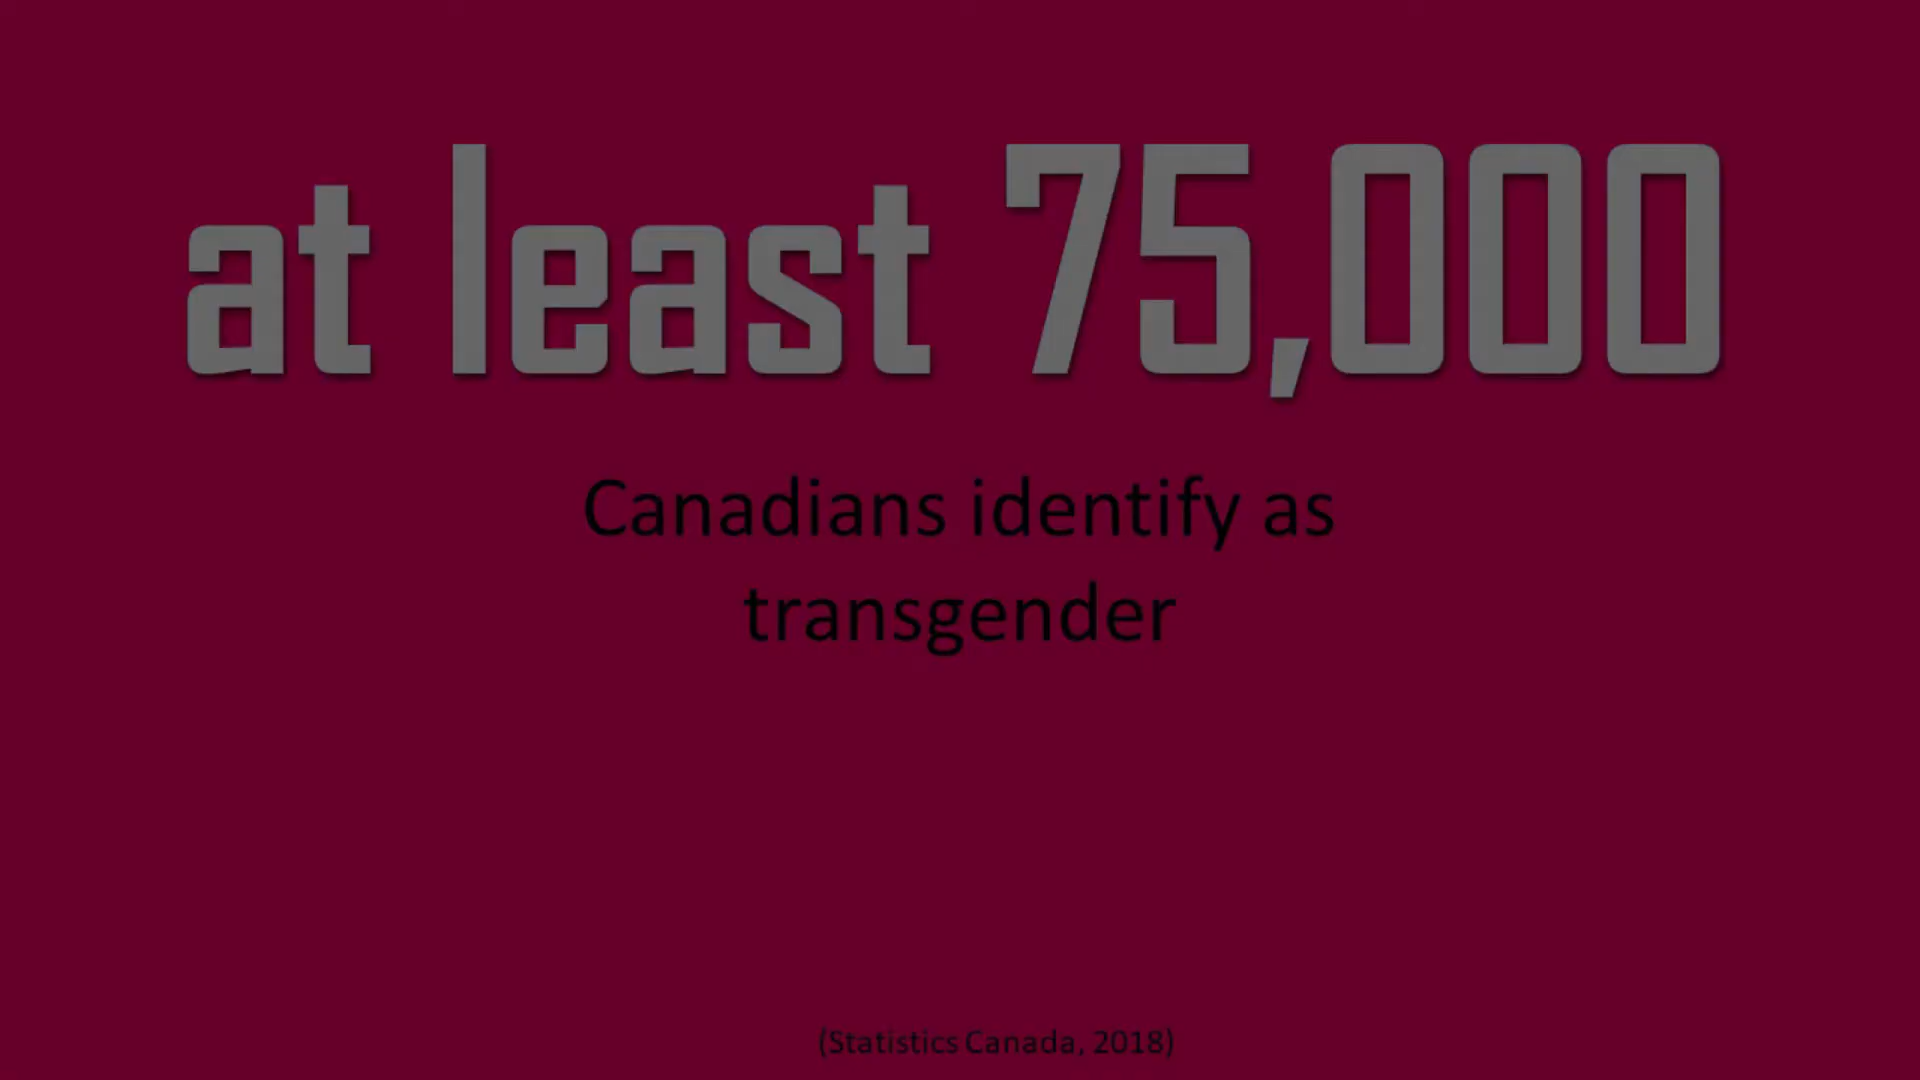 at least 75,000
Canadians identify as
transgender
(Statistics Canada, 2018)